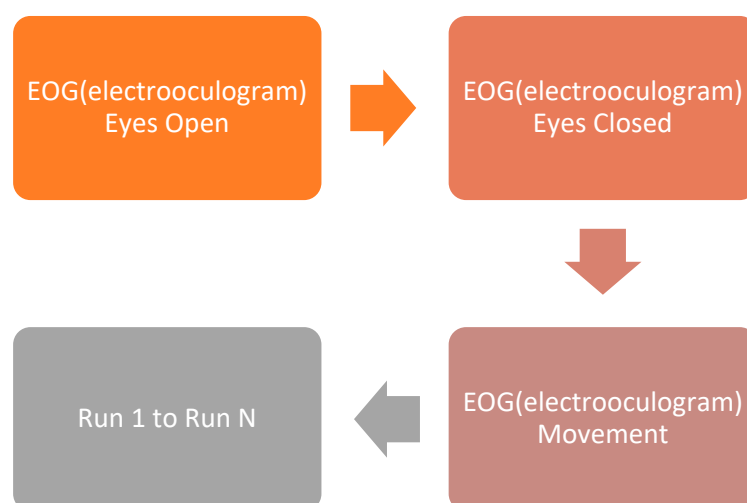 EOG(electrooculogram)
Eyes Open
EOG(electrooculogram)
Eyes Closed
EOG(electrooculogram)
Movement
Run 1 to Run N